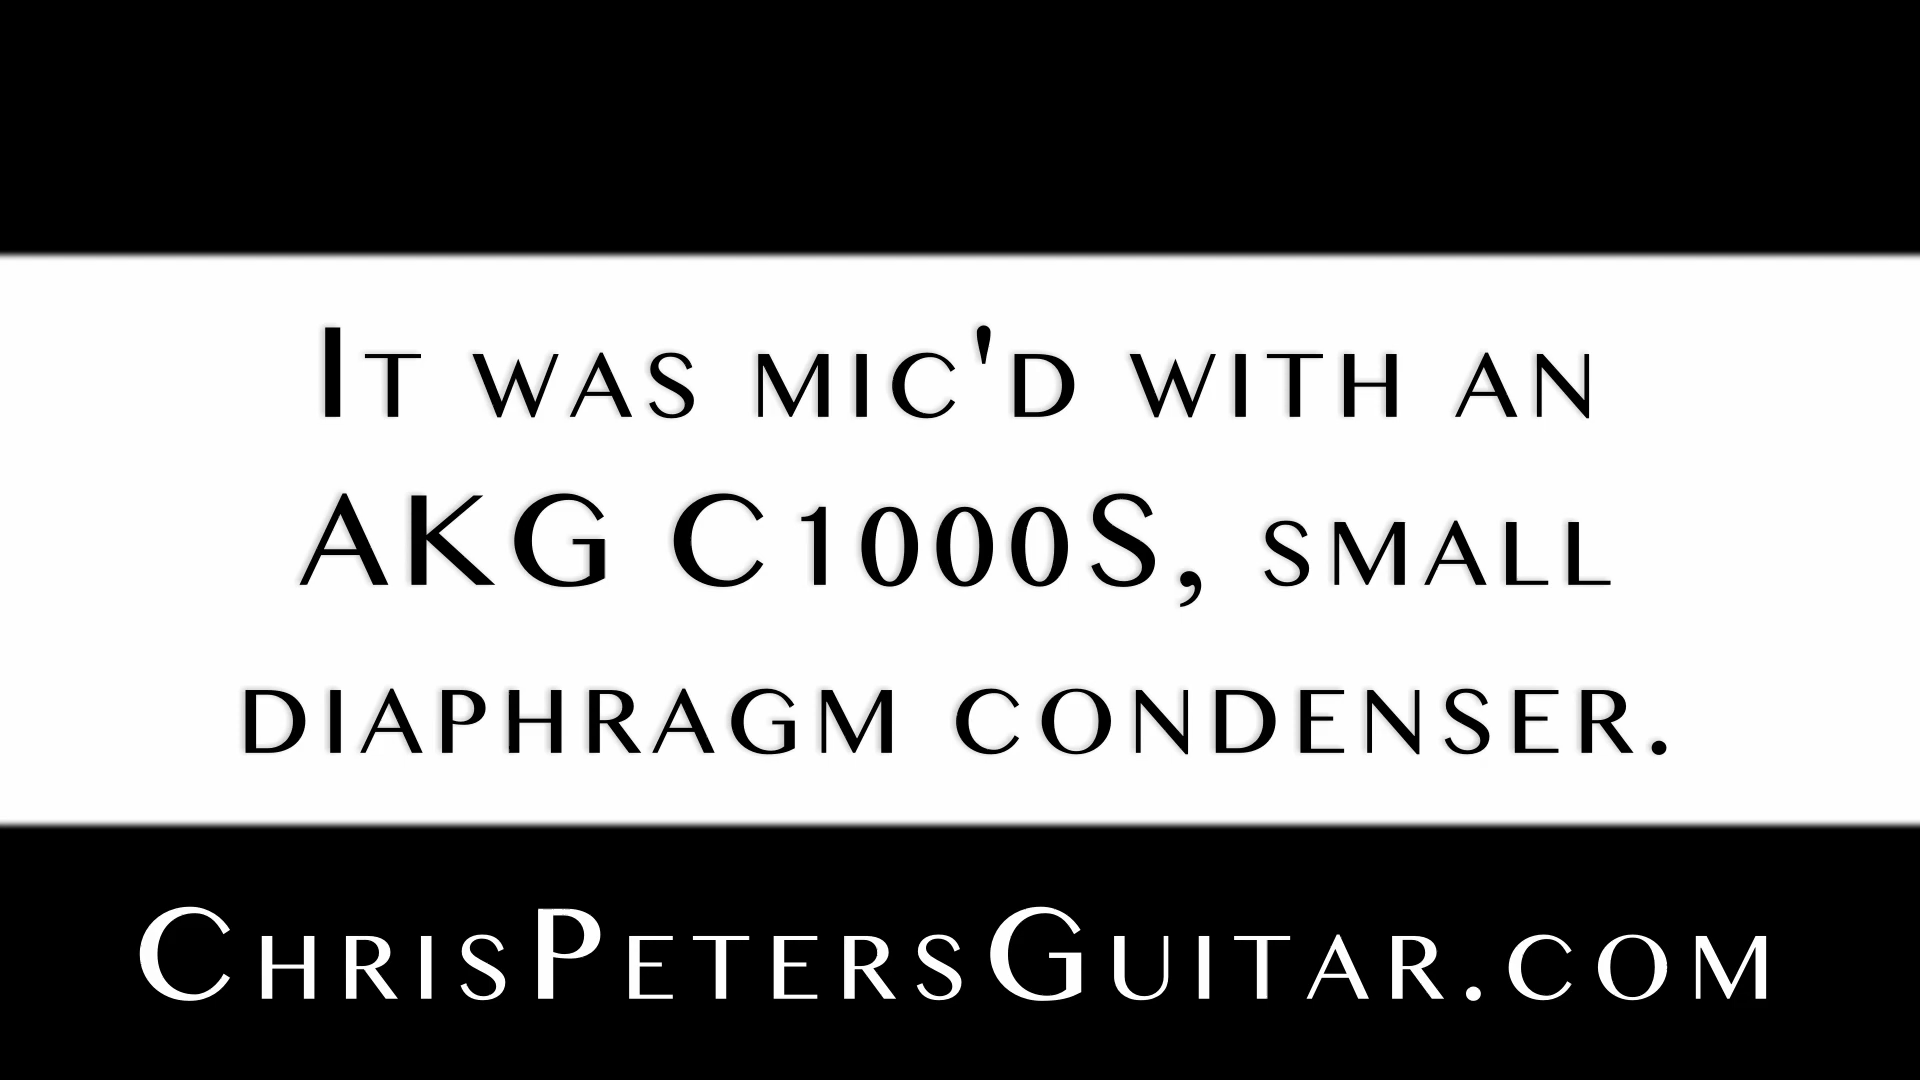 It was mic'd with an
AKG C1000S, small
diaphragm condenser.
ChrisPetersGuitar.com